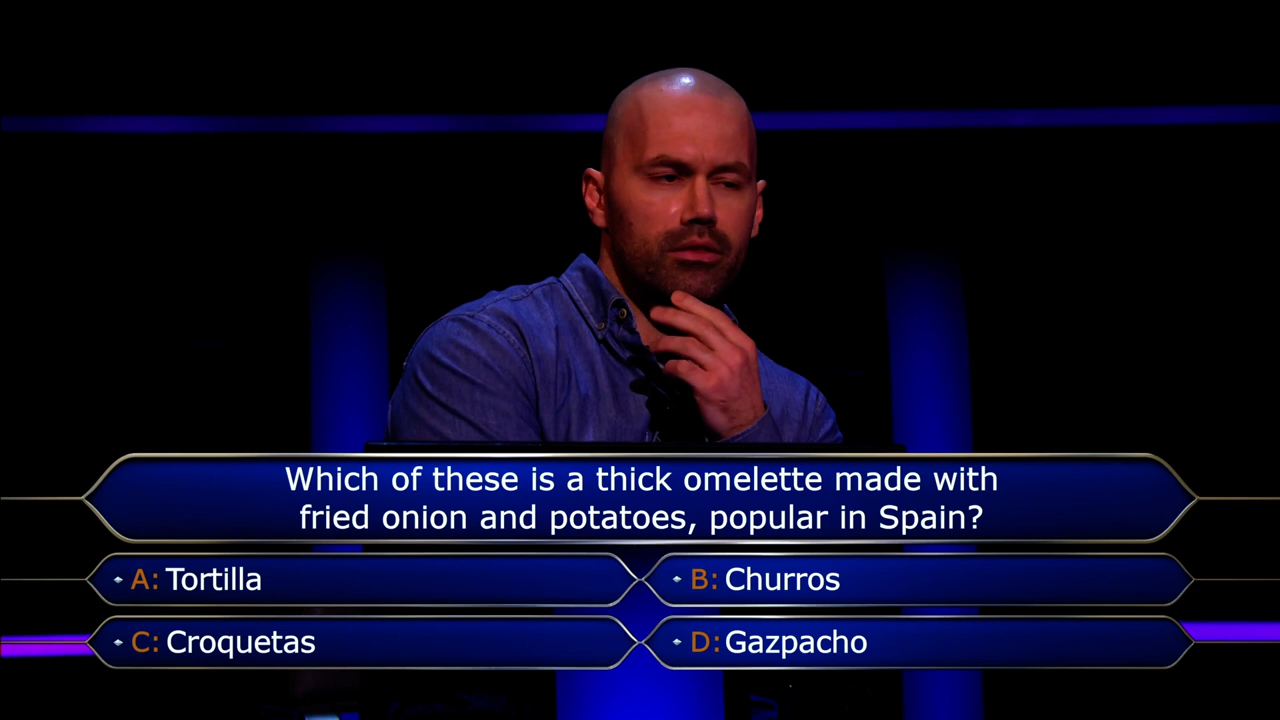 Which of these is a thick omelette made with
fried onion and potatoes, popular in Spain?
A: Tortilla
B: Churros
C: Croquetas
D: Gazpacho